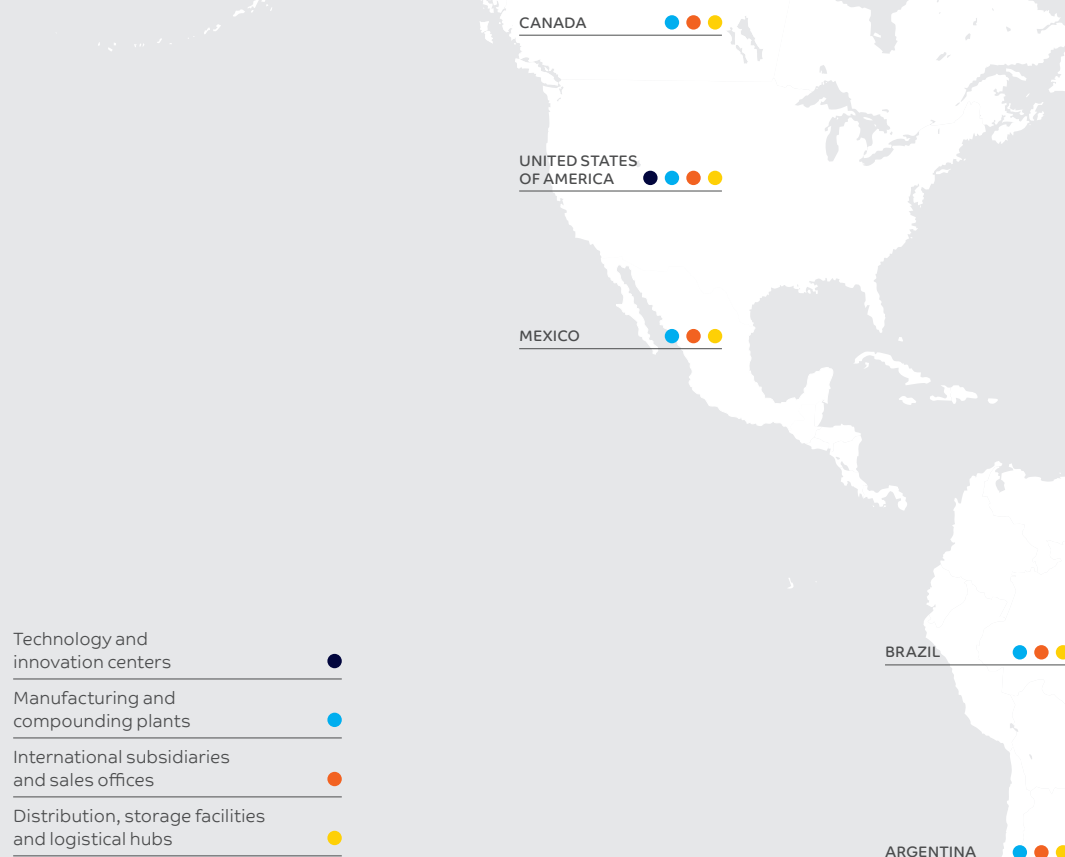 CANADA
UNITED STATES
OF AMERICA
MEXICO
BRAZIL
ARGENTINA
Technology and
innovation centers
Manufacturing and
compounding plants
International subsidiaries
and sales offices
Distribution, storage facilities
and logistical hubs